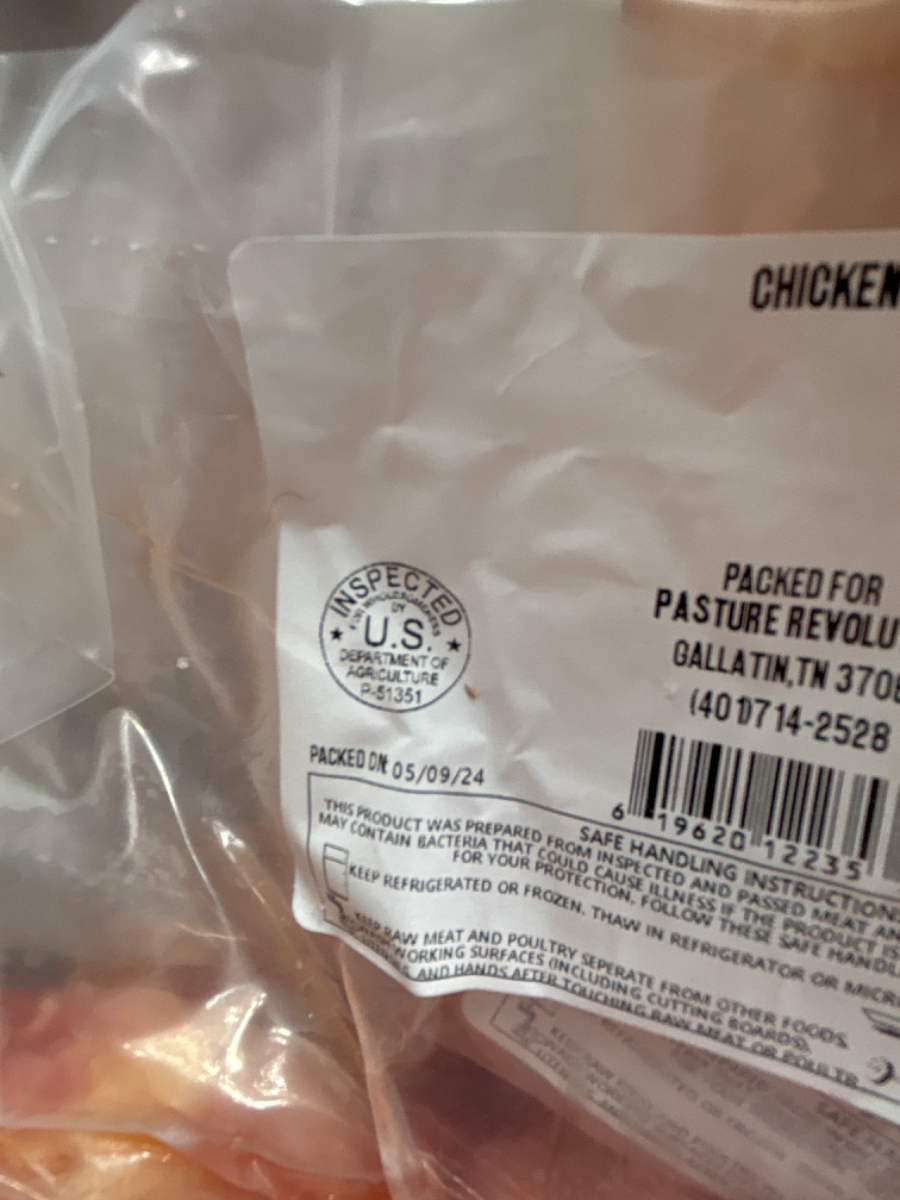 CHICKEN
INSPECTED
FOR WHOLESOMENESS
BY
U.S.
DEPARTMENT OF
AGRICULTURE
P-51351
PACKED FOR
PASTURE REVOLU
GALLATIN,TN 3706
(401)714-2528
PACKED ON: 05/09/24
6 19620 12235
SAFE HANDLING INSTRUCTIONS
THIS PRODUCT WAS PREPARED FROM INSPECTED AND PASSED MEAT AN
MAY CONTAIN BACTERIA THAT COULD CAUSE ILLNESS IF THE PRODUCT IS
FOR YOUR PROTECTION, FOLLOW THESE SAFE HANDL
KEEP REFRIGERATED OR FROZEN. THAW IN REFRIGERATOR OR MICR
KEEP RAW MEAT AND POULTRY SEPERATE FROM OTHER FOODS.
WORKING SURFACES (INCLUDING CUTTING BOARDS),
AND HANDS AFTER TOUCHING RAW MEAT OR POULTR